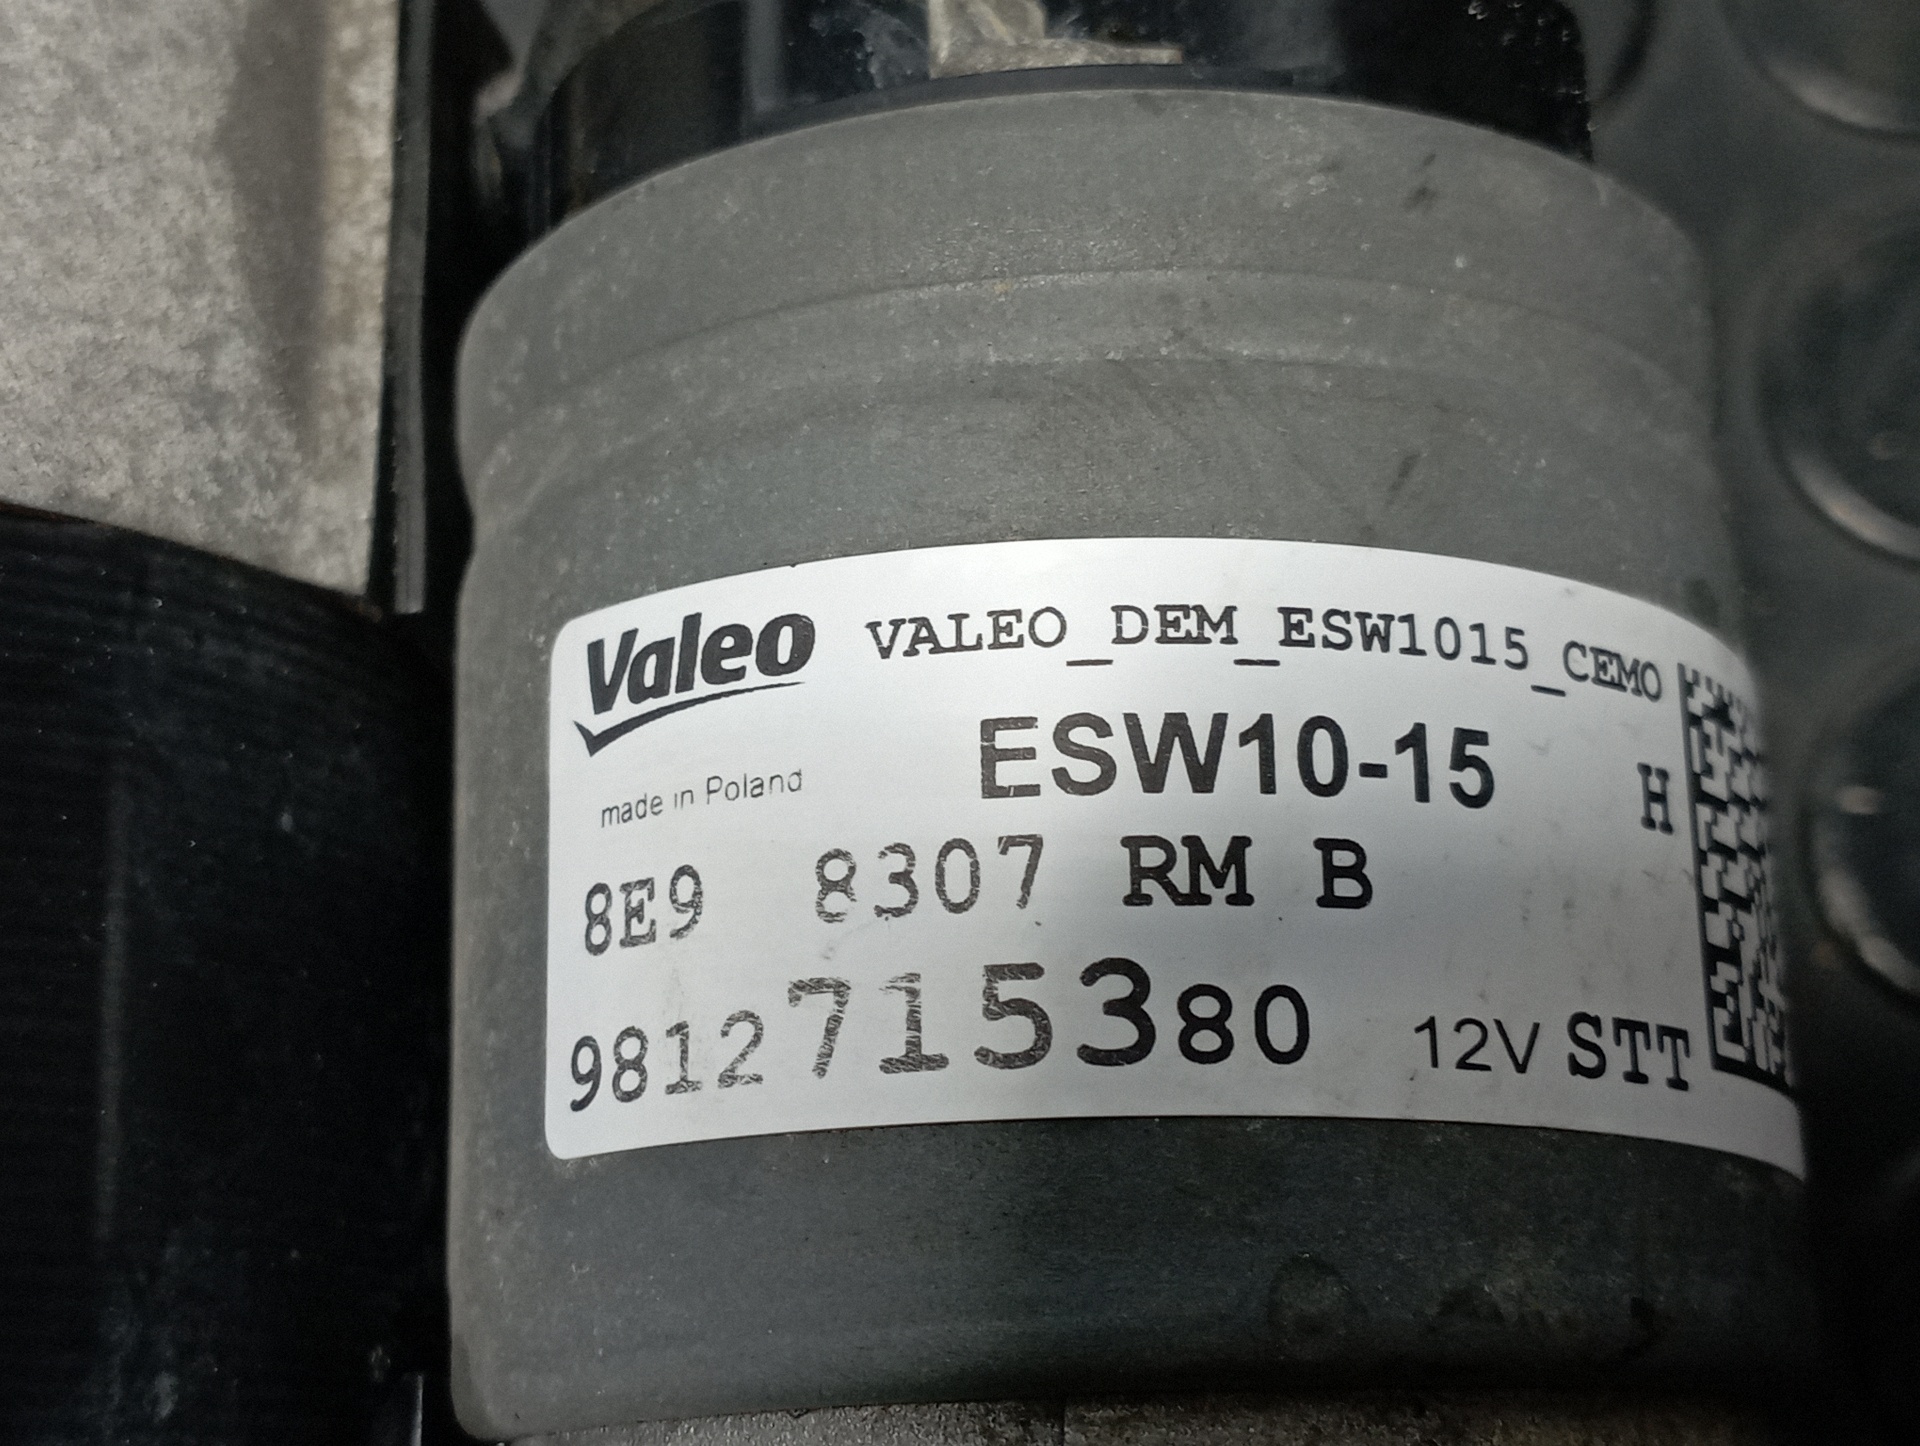 Valeo VALEO_DEM_ESW1015_CEMO
made in Poland ESW10-15 H
8E9 8307 RM B
9812715380 12V STT